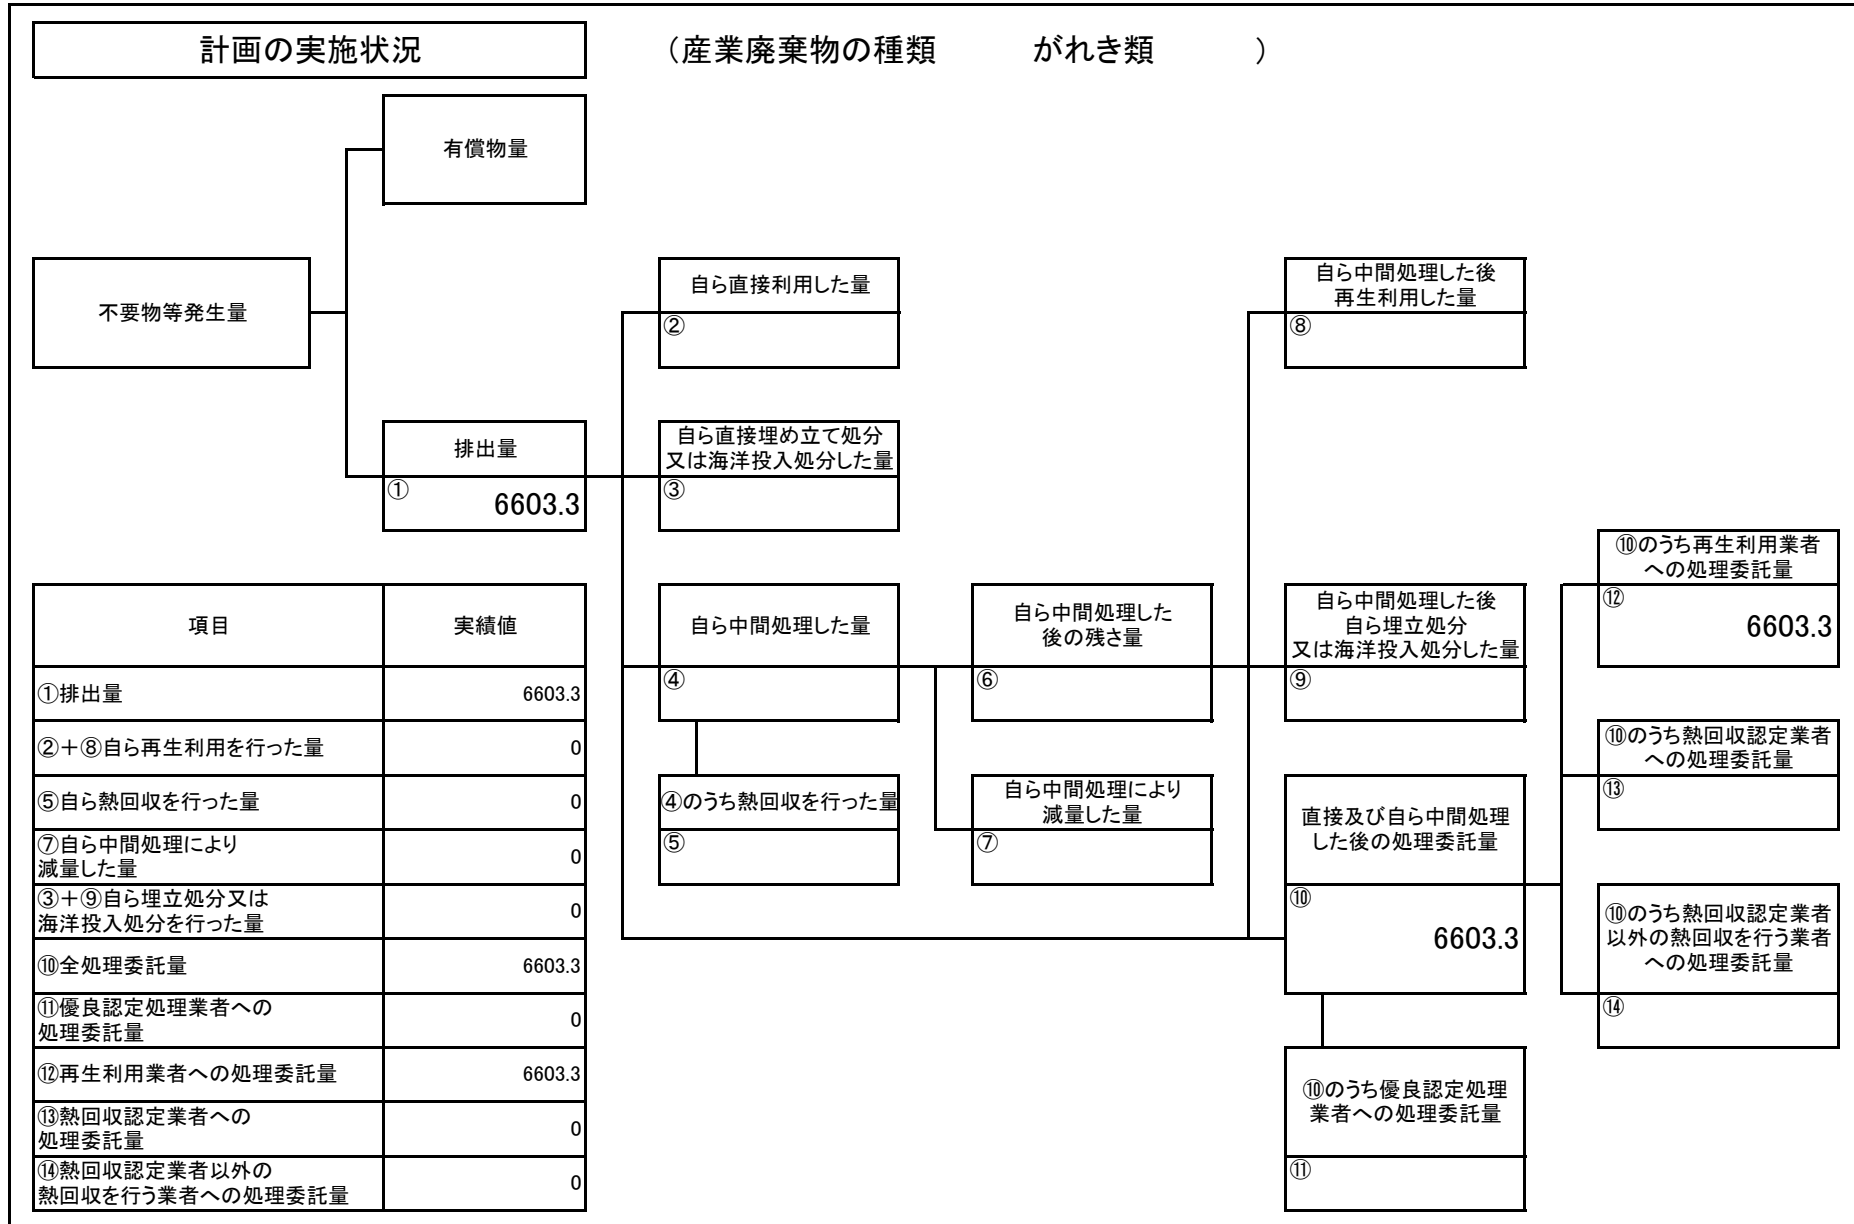 計画の実施状況
（産業廃棄物の種類　がれき類　）
有償物量
不要物等発生量
自ら直接利用した量
②
自ら中間処理した後
再生利用した量
⑧
排出量
① 6603.3
自ら直接埋め立て処分
又は海洋投入処分した量
③
⑩のうち再生利用業者
への処理委託量
⑫
6603.3
自ら中間処理した量
④
自ら中間処理した
後の残さ量
⑥
自ら中間処理した後
自ら埋立処分
又は海洋投入処分した量
⑨
⑩のうち熱回収認定業者
への処理委託量
⑬
④のうち熱回収を行った量
⑤
自ら中間処理により
減量した量
⑦
直接及び自ら中間処理
した後の処理委託量
⑩
6603.3
⑩のうち熱回収認定業者
以外の熱回収を行う業者
への処理委託量
⑭
⑩のうち優良認定処理
業者への処理委託量
⑪
項目 実績値
①排出量 6603.3
②＋⑧自ら再生利用を行った量 0
⑤自ら熱回収を行った量 0
⑦自ら中間処理により
減量した量 0
③＋⑨自ら埋立処分又は
海洋投入処分を行った量 0
⑩全処理委託量 6603.3
⑪優良認定処理業者への
処理委託量 0
⑫再生利用業者への処理委託量 6603.3
⑬熱回収認定業者への
処理委託量 0
⑭熱回収認定業者以外の
熱回収を行う業者への処理委託量 0